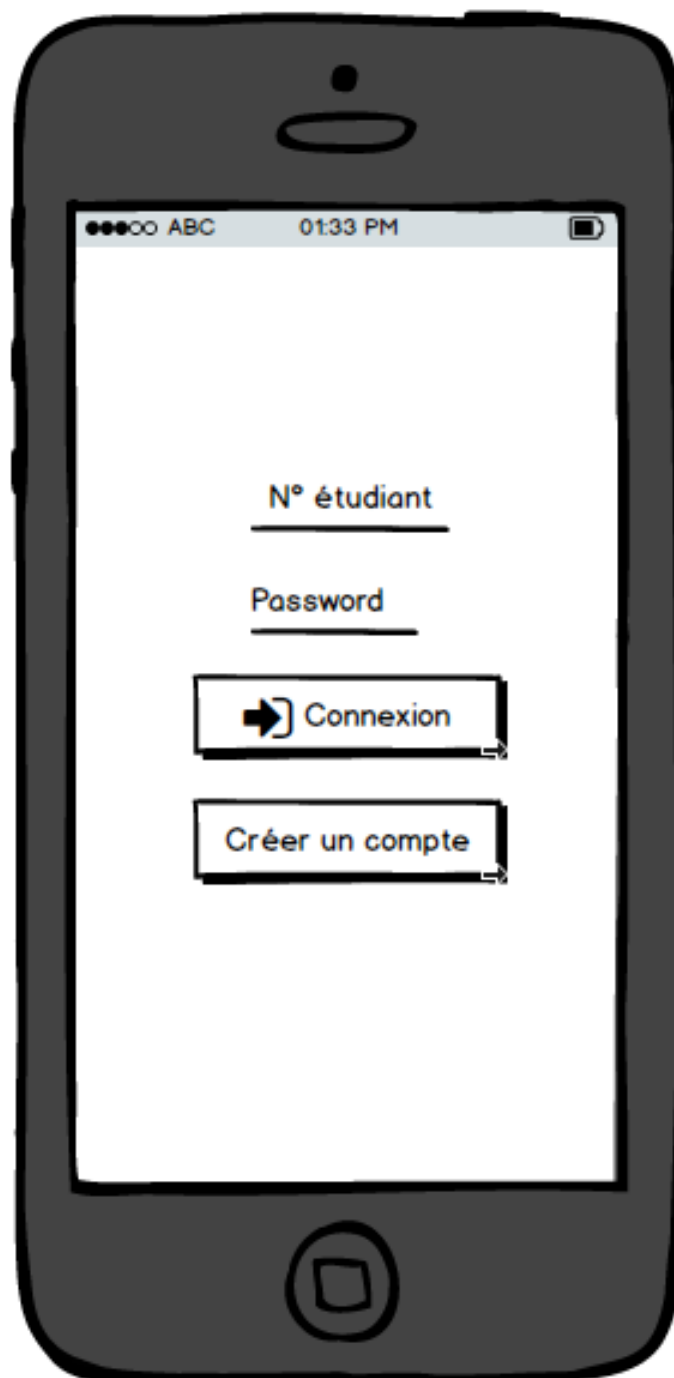 ABC 01:33 PM
N° étudiant
Password
Connexion
Créer un compte